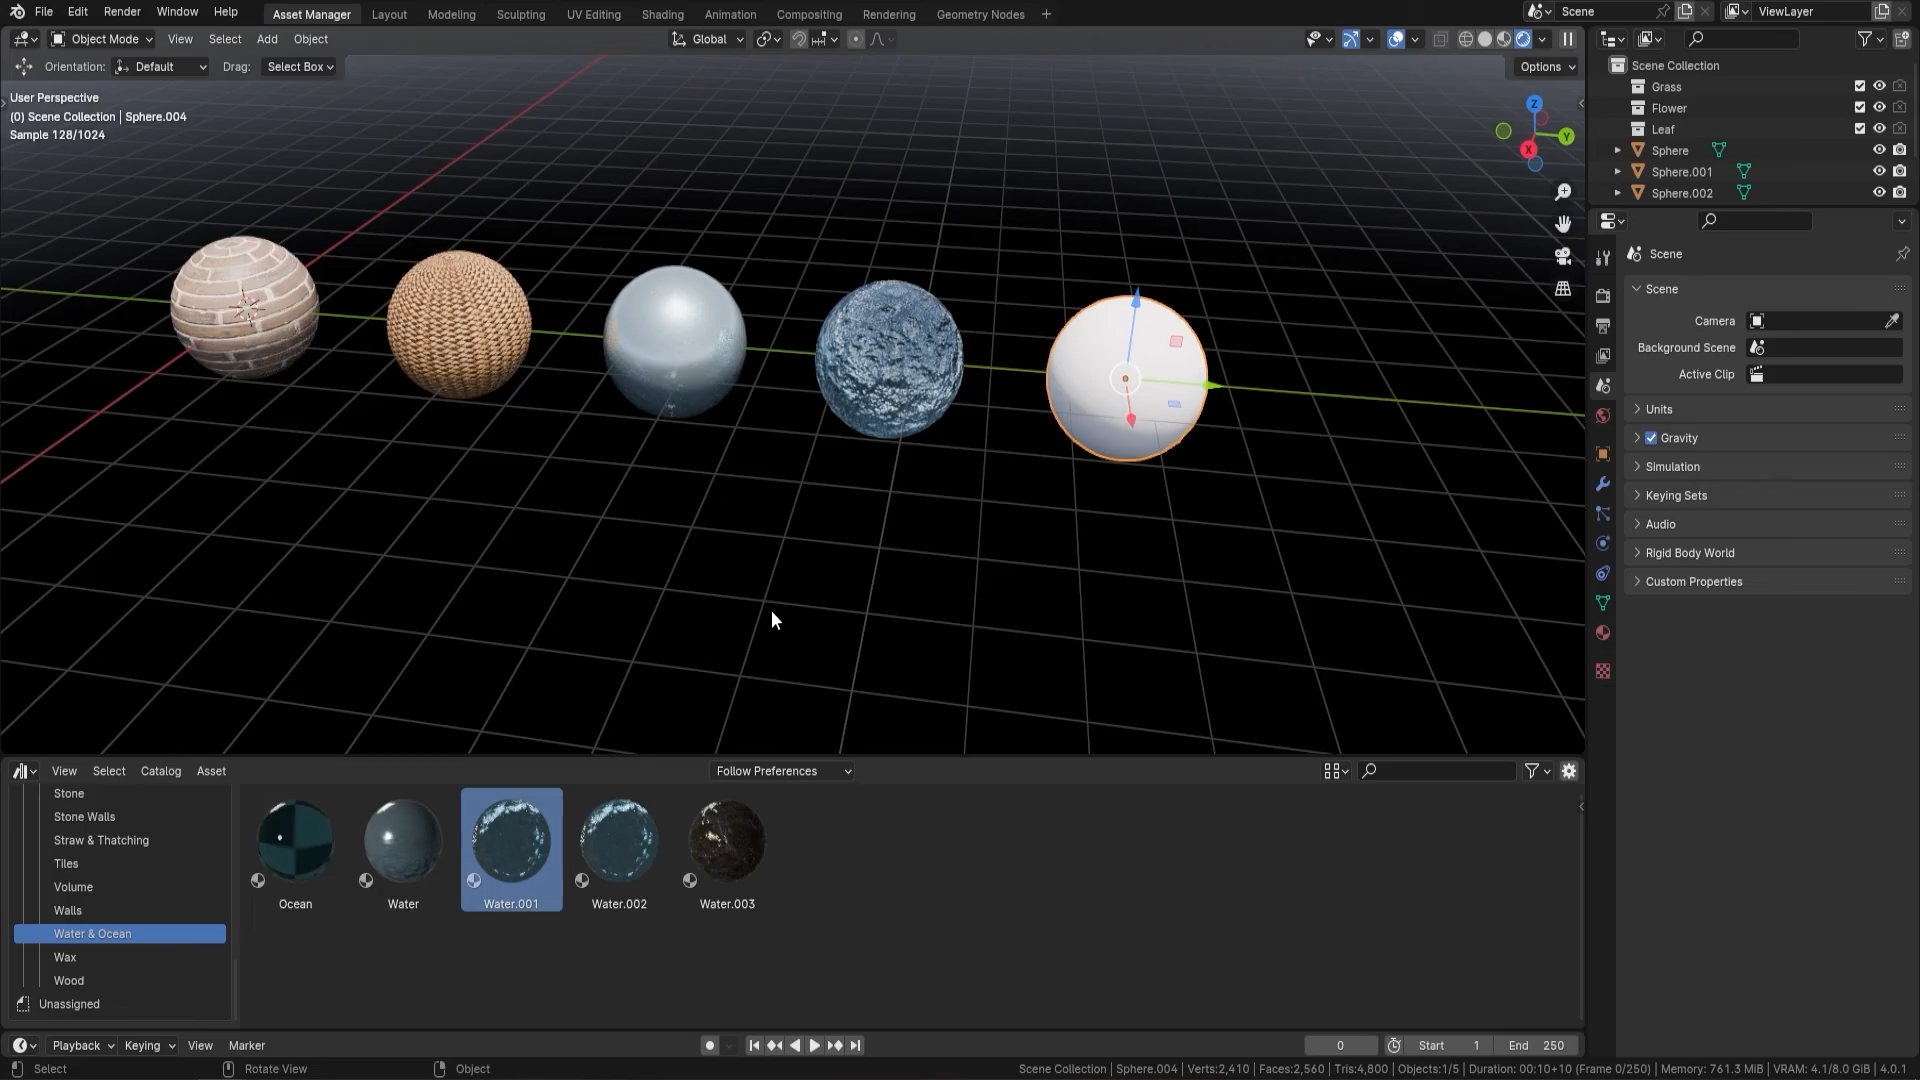 File Edit Render Window Help Asset Manager Layout Modeling Sculpting UV Editing Shading Animation Compositing Rendering Geometry Nodes + Scene ViewLayer
Object Mode View Select Add Object Global
Orientation: Default Drag: Select Box Options
User Perspective
(0) Scene Collection | Sphere.004
Sample 128/1024
Z
Y
X
Scene Collection
Grass
Flower
Leaf
Sphere
Sphere.001
Sphere.002
Scene
Scene
Camera
Background Scene
Active Clip
Units
Gravity
Simulation
Keying Sets
Audio
Rigid Body World
Custom Properties
View Select Catalog Asset Follow Preferences
Stone
Stone Walls
Straw & Thatching
Tiles
Volume
Walls
Water & Ocean
Wax
Wood
Unassigned
Ocean Water Water.001 Water.002 Water.003
Playback Keying View Marker 0 Start 1 End 250
Select Rotate View Object Scene Collection | Sphere.004 | Verts:2,410 | Faces:2,560 | Tris:4,800 | Objects:1/5 | Duration: 00:10+10 (Frame 0/250) | Memory: 761.3 MiB | VRAM: 4.1/8.0 GiB | 4.0.1